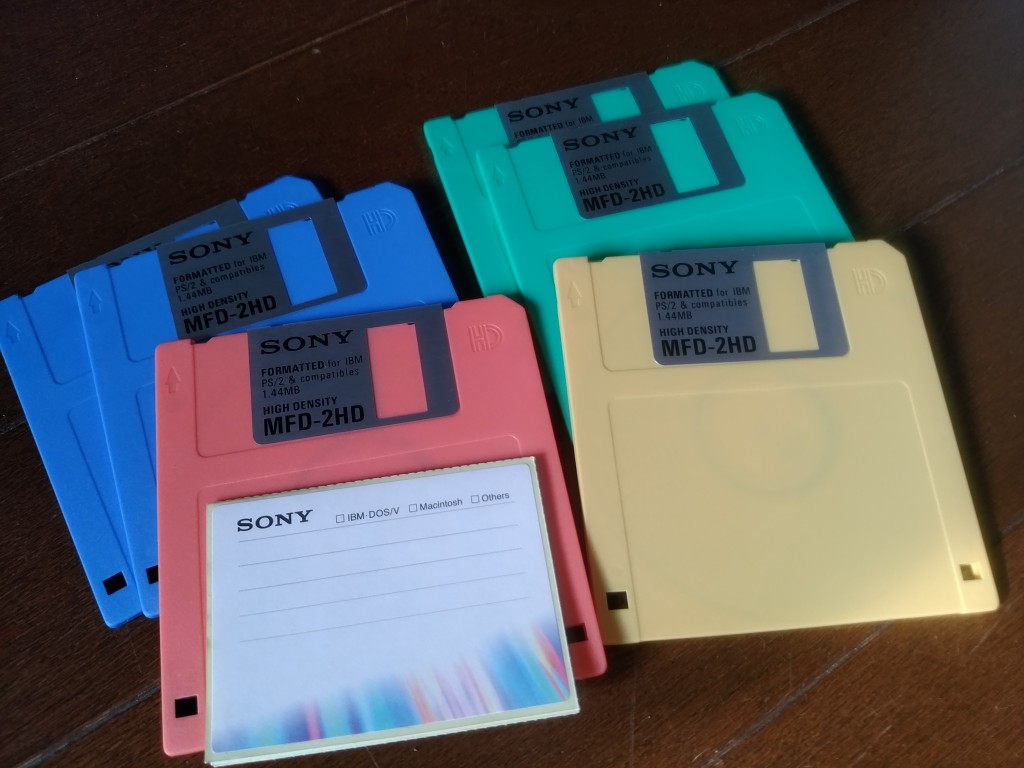 SONY
FORMATTED for IBM
SONY
FORMATTED for IBM
PS/2 & compatibles
1.44MB
HIGH DENSITY
MFD-2HD
HD
SONY
FORMATTED for IBM
PS/2 & compatibles
1.44MB
HIGH DENSITY
MFD-2HD
HD
SONY
FORMATTED for IBM
PS/2 & compatibles
1.44MB
HIGH DENSITY
MFD-2HD
HD
SONY
FORMATTED for IBM
PS/2 & compatibles
1.44MB
HIGH DENSITY
MFD-2HD
HD
SONY □ IBM·DOS/V □ Macintosh □ Others